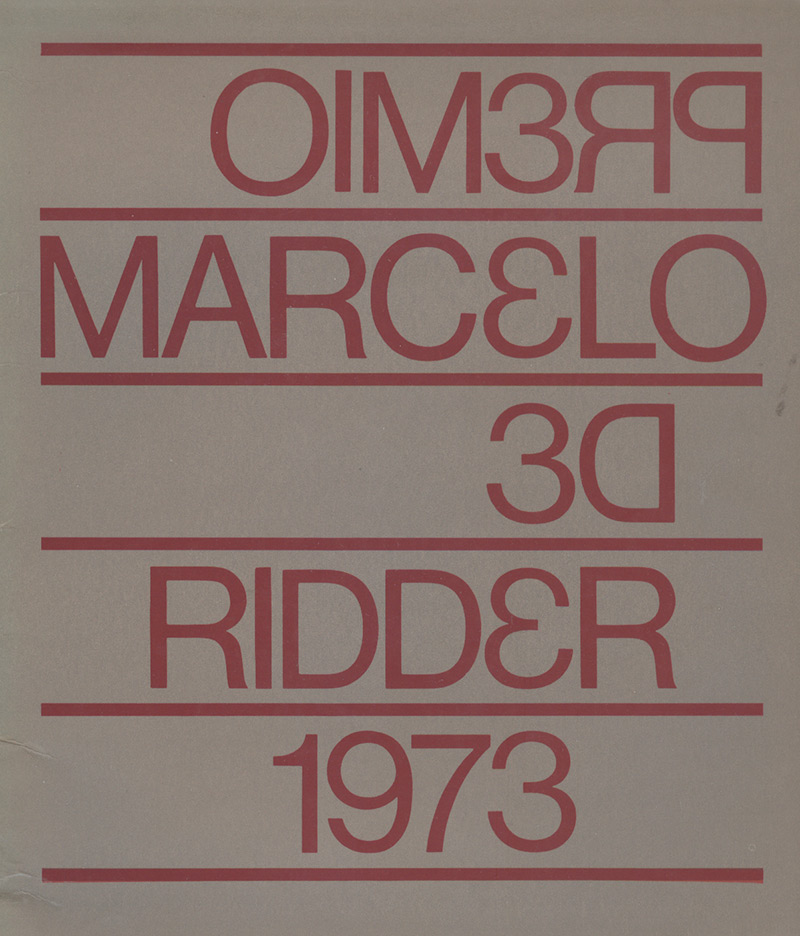 PREMIO
MARCELO
DE
RIDDER
1973